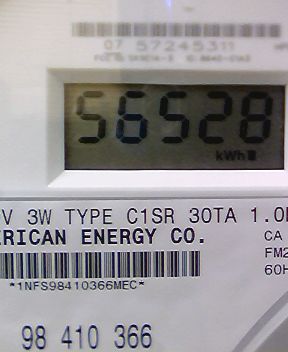 07 57245311
56528
kWh
V 3W TYPE C1SR 30TA 1.0
ERICAN ENERGY CO.
CA
FM2
60H
*1NFS98410366MEC*
98 410 366